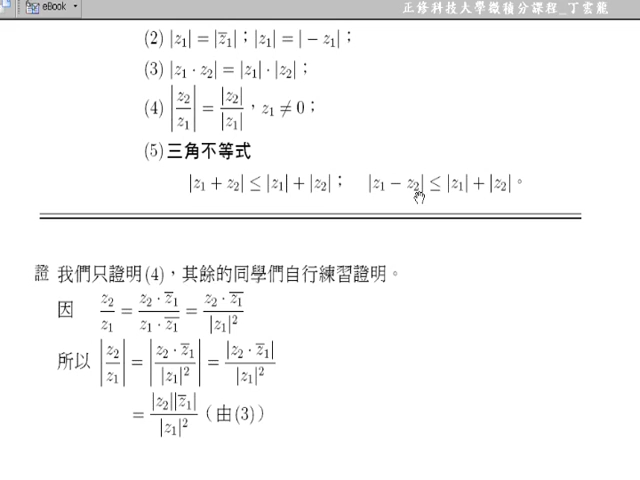 eBook
正修科技大學微積分課程_丁雲龍
(2) |z₁| = |z̅₁|；|z₁| = |− z₁|；
(3) |z₁ · z₂| = |z₁| · |z₂|；
(4) |z₂/z₁| = |z₂|/|z₁|，z₁ ≠ 0；
(5) 三角不等式
|z₁ + z₂| ≤ |z₁| + |z₂|； |z₁ − z₂| ≤ |z₁| + |z₂|。
證 我們只證明(4)，其餘的同學們自行練習證明。
因 z₂/z₁ = (z₂ · z̅₁)/(z₁ · z̅₁) = (z₂ · z̅₁)/|z₁|²
所以 |z₂/z₁| = |(z₂ · z̅₁)/|z₁|²| = |z₂ · z̅₁|/|z₁|²
= |z₂||z̅₁|/|z₁|²（由(3)）